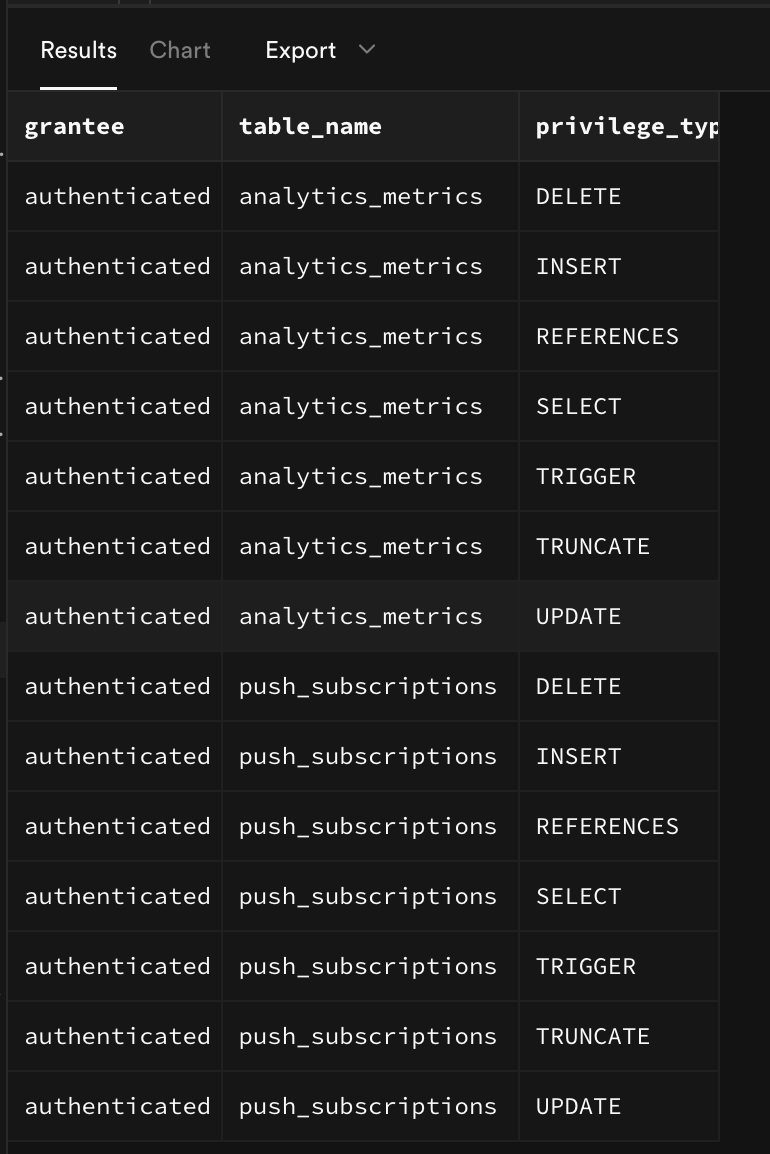 Results Chart Export
grantee table_name privilege_typ
authenticated analytics_metrics DELETE
authenticated analytics_metrics INSERT
authenticated analytics_metrics REFERENCES
authenticated analytics_metrics SELECT
authenticated analytics_metrics TRIGGER
authenticated analytics_metrics TRUNCATE
authenticated analytics_metrics UPDATE
authenticated push_subscriptions DELETE
authenticated push_subscriptions INSERT
authenticated push_subscriptions REFERENCES
authenticated push_subscriptions SELECT
authenticated push_subscriptions TRIGGER
authenticated push_subscriptions TRUNCATE
authenticated push_subscriptions UPDATE